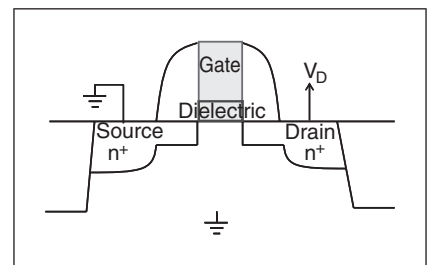 Gate
V_D
Dielectric
Source
n⁺
Drain
n⁺